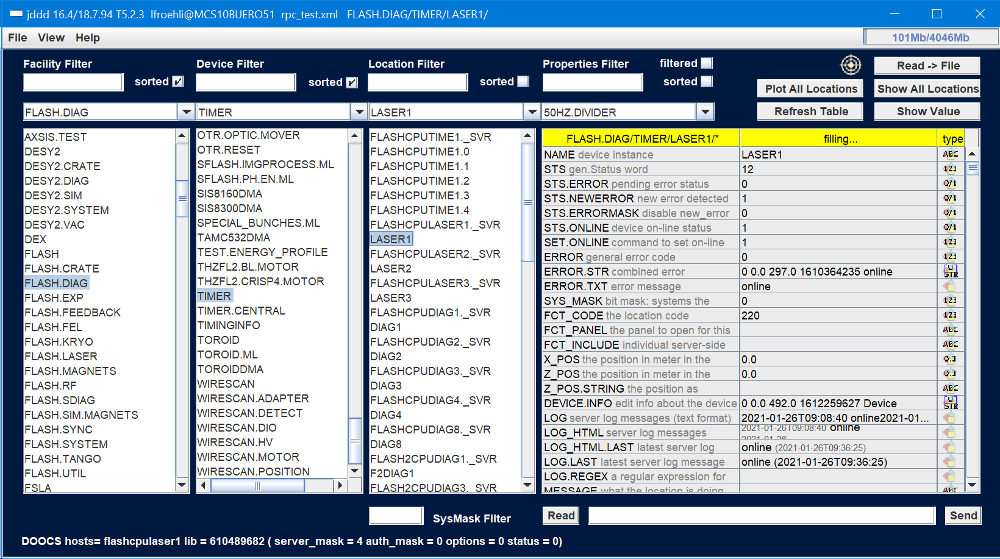 jddd 16.4/18.7.94 T5.2.3 lfroehli@MCS10BUERO51 rpc_test.xml FLASH.DIAG/TIMER/LASER1/
File View Help
101Mb/4046Mb
Facility Filter
sorted
Device Filter
sorted
Location Filter
sorted
Properties Filter
filtered
sorted
Read -> File
Plot All Locations
Show All Locations
Refresh Table
Show Value
FLASH.DIAG
TIMER
LASER1
50HZ.DIVIDER
AXSIS.TEST
DESY2
DESY2.CRATE
DESY2.DIAG
DESY2.SIM
DESY2.SYSTEM
DESY2.VAC
DEX
FLASH
FLASH.CRATE
FLASH.DIAG
FLASH.EXP
FLASH.FEEDBACK
FLASH.FEL
FLASH.KRYO
FLASH.LASER
FLASH.MAGNETS
FLASH.RF
FLASH.SDIAG
FLASH.SIM.MAGNETS
FLASH.SYNC
FLASH.SYSTEM
FLASH.TANGO
FLASH.UTIL
FSLA
OTR.OPTIC.MOVER
OTR.RESET
SFLASH.IMGPROCESS.ML
SFLASH.PH.EN.ML
SIS8160DMA
SIS8300DMA
SPECIAL_BUNCHES.ML
TAMC532DMA
TEST.ENERGY_PROFILE
THZFL2.BL.MOTOR
THZFL2.CRISP4.MOTOR
TIMER
TIMER.CENTRAL
TIMINGINFO
TOROID
TOROID.ML
TOROIDDMA
WIRESCAN
WIRESCAN.ADAPTER
WIRESCAN.DETECT
WIRESCAN.DIO
WIRESCAN.HV
WIRESCAN.MOTOR
WIRESCAN.POSITION
FLASHCPUTIME1._SVR
FLASHCPUTIME1.0
FLASHCPUTIME1.1
FLASHCPUTIME1.2
FLASHCPUTIME1.3
FLASHCPUTIME1.4
FLASHCPULASER1._SVR
LASER1
FLASHCPULASER2._SVR
LASER2
FLASHCPULASER3._SVR
LASER3
FLASHCPUDIAG1._SVR
DIAG1
FLASHCPUDIAG2._SVR
DIAG2
FLASHCPUDIAG3._SVR
DIAG3
FLASHCPUDIAG4._SVR
DIAG4
FLASHCPUDIAG8._SVR
DIAG8
FLASH2CPUDIAG1._SVR
F2DIAG1
FLASH2CPUDIAG3._SVR
FLASH.DIAG/TIMER/LASER1/* filling... type
NAME device instance LASER1 ABC
STS gen.Status word 12 123
STS.ERROR pending error status 0 0/1
STS.NEWERROR new error detected 1 0/1
STS.ERRORMASK disable new_error 0 0/1
STS.ONLINE device on-line status 1 0/1
SET.ONLINE command to set on-line 1 123
ERROR general error code 0 123
ERROR.STR combined error 0 0.0 297.0 1610364235 online STR
ERROR.TXT error message online
SYS_MASK bit mask: systems the 0 123
FCT_CODE the location code 220 123
FCT_PANEL the panel to open for this ABC
FCT_INCLUDE individual server-side ABC
X_POS the position in meter in the 0.0 0.3
Z_POS the position in meter in the 0.0 0.3
Z_POS.STRING the position as ABC
DEVICE.INFO edit info about the device 0 0.0 492.0 1612259627 Device STR
LOG server log messages (text format) 2021-01-26T09:08:40 online2021-01...
LOG_HTML server log messages 2021-01-26T09:08:40 online
2021-01-26
LOG_HTML.LAST latest server log online (2021-01-26T09:36:25)
LOG.LAST latest server log message online (2021-01-26T09:36:25)
LOG.REGEX a regular expression for
MESSAGE what the location is doing ABC
SysMask Filter
Read
Send
DOOCS hosts= flashcpulaser1 lib = 610489682 ( server_mask = 4 auth_mask = 0 options = 0 status = 0)